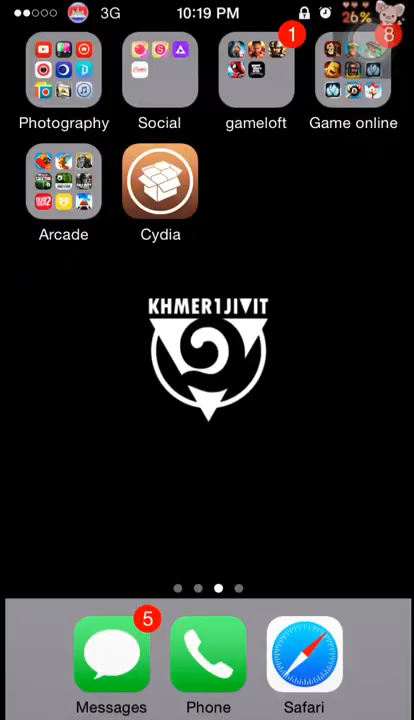 3G 10:19 PM 26%
1 8
Photography Social gameloft Game online
Arcade Cydia
KHMER1JIVIT
5
Messages Phone Safari